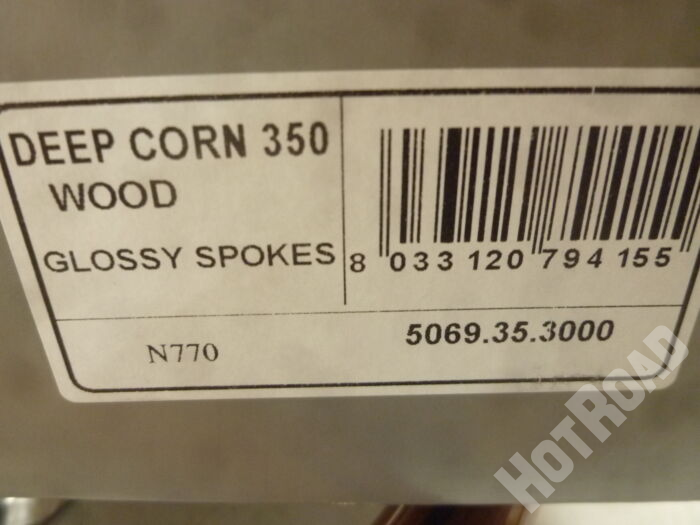 DEEP CORN 350
WOOD
GLOSSY SPOKES
8 033120 794155
N770
5069.35.3000
HOTROAD